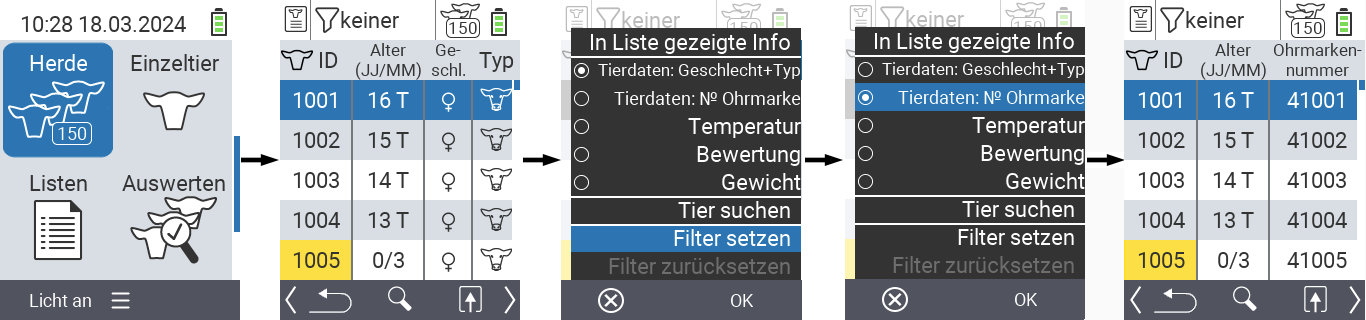 10:28 18.03.2024
Herde
Einzeltier
150
Listen
Auswerten
Licht an
keiner
150
ID
Alter
(JJ/MM)
Ge-
schl.
Typ
1001 16 T ♀
1002 15 T ♀
1003 14 T ♀
1004 13 T ♀
1005 0/3 ♀
keiner
150
In Liste gezeigte Info
Tierdaten: Geschlecht+Typ
Tierdaten: Nº Ohrmarke
Temperatur
Bewertung
Gewicht
Tier suchen
Filter setzen
Filter zurücksetzen
OK
keiner
150
In Liste gezeigte Info
Tierdaten: Geschlecht+Typ
Tierdaten: Nº Ohrmarke
Temperatur
Bewertung
Gewicht
Tier suchen
Filter setzen
Filter zurücksetzen
OK
keiner
150
ID
Alter
(JJ/MM)
Ohrmarken-
nummer
1001 16 T 41001
1002 15 T 41002
1003 14 T 41003
1004 13 T 41004
1005 0/3 41005